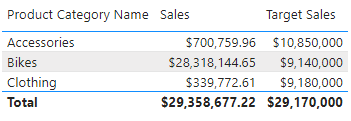 Product Category Name Sales Target Sales
Accessories $700,759.96 $10,850,000
Bikes $28,318,144.65 $9,140,000
Clothing $339,772.61 $9,180,000
Total $29,358,677.22 $29,170,000